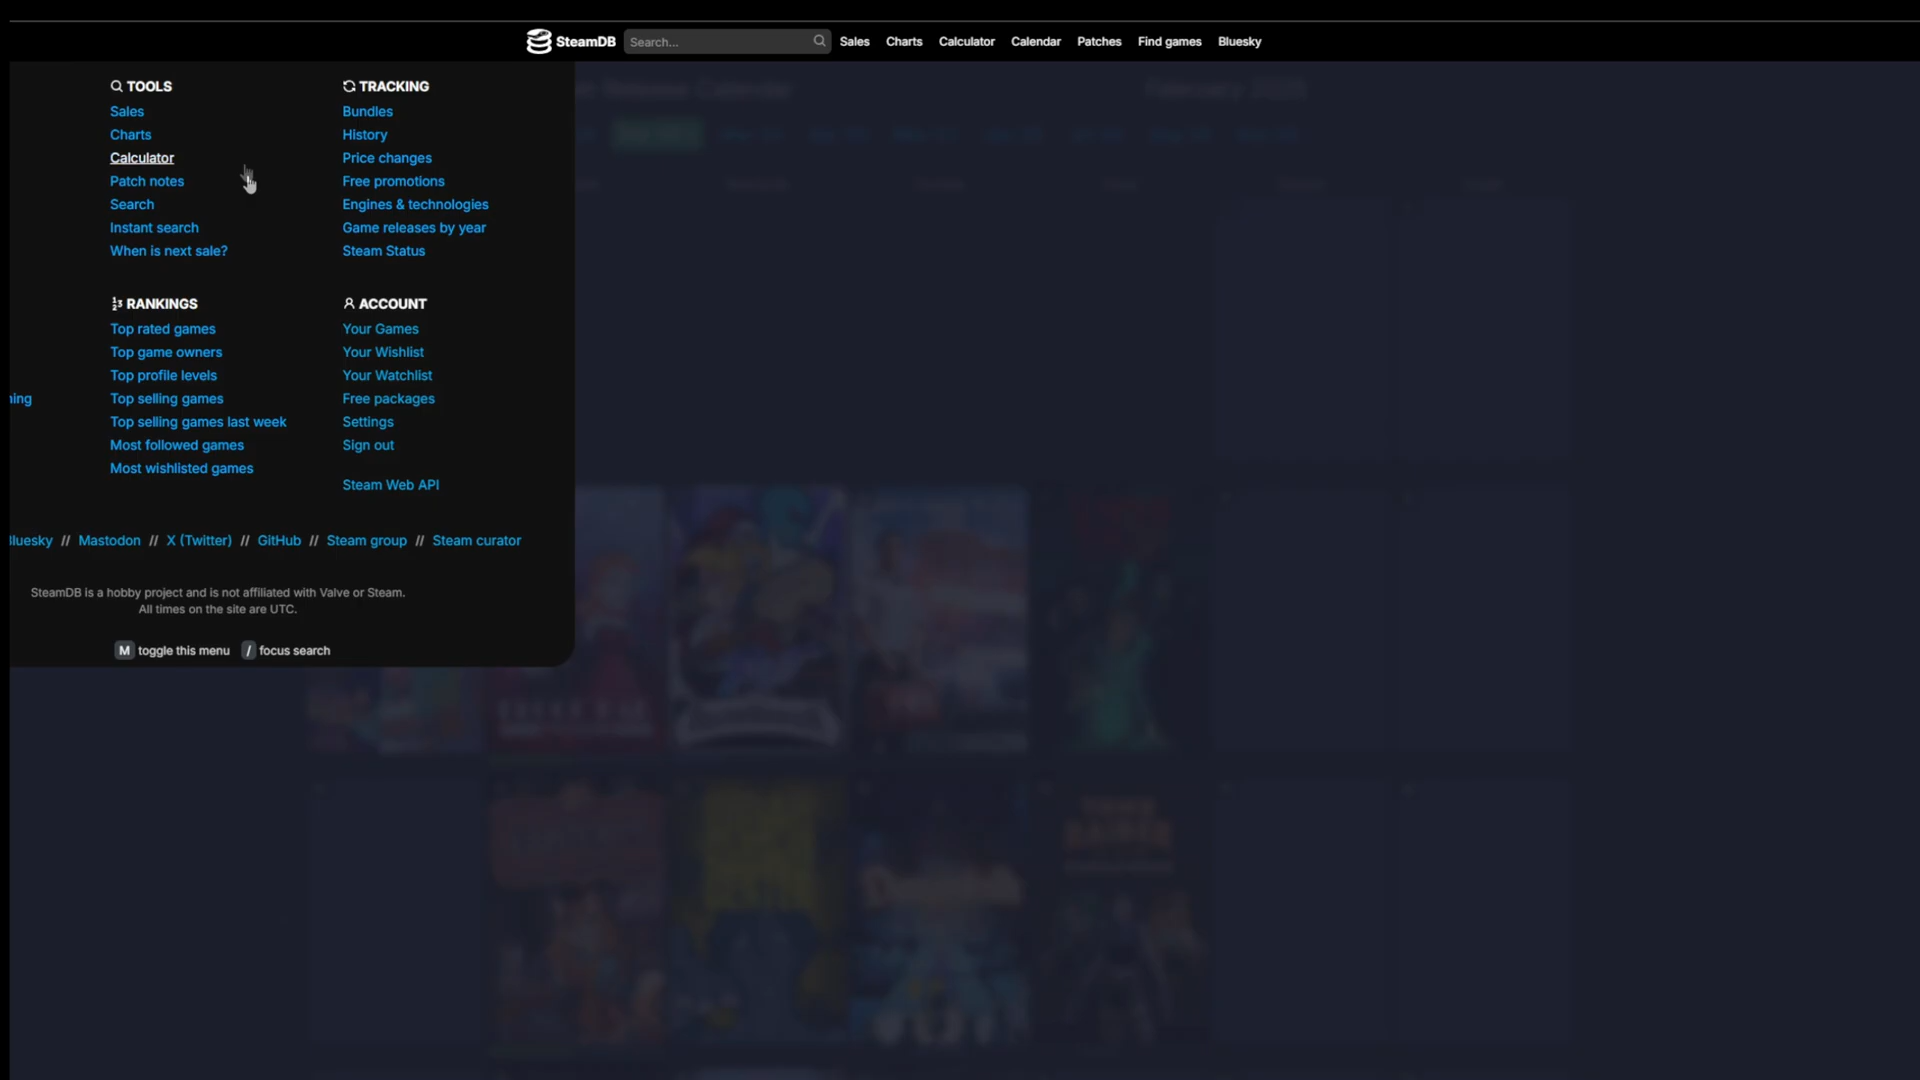 SteamDB
Search...
Sales
Charts
Calculator
Calendar
Patches
Find games
Bluesky
TOOLS
Sales
Charts
Calculator
Patch notes
Search
Instant search
When is next sale?
TRACKING
Bundles
History
Price changes
Free promotions
Engines & technologies
Game releases by year
Steam Status
RANKINGS
Top rated games
Top game owners
Top profile levels
Top selling games
Top selling games last week
Most followed games
Most wishlisted games
ACCOUNT
Your Games
Your Wishlist
Your Watchlist
Free packages
Settings
Sign out
Steam Web API
luesky // Mastodon // X (Twitter) // GitHub // Steam group // Steam curator
SteamDB is a hobby project and is not affiliated with Valve or Steam.
All times on the site are UTC.
M toggle this menu / focus search
Release Calendar
TOMB RAIDER